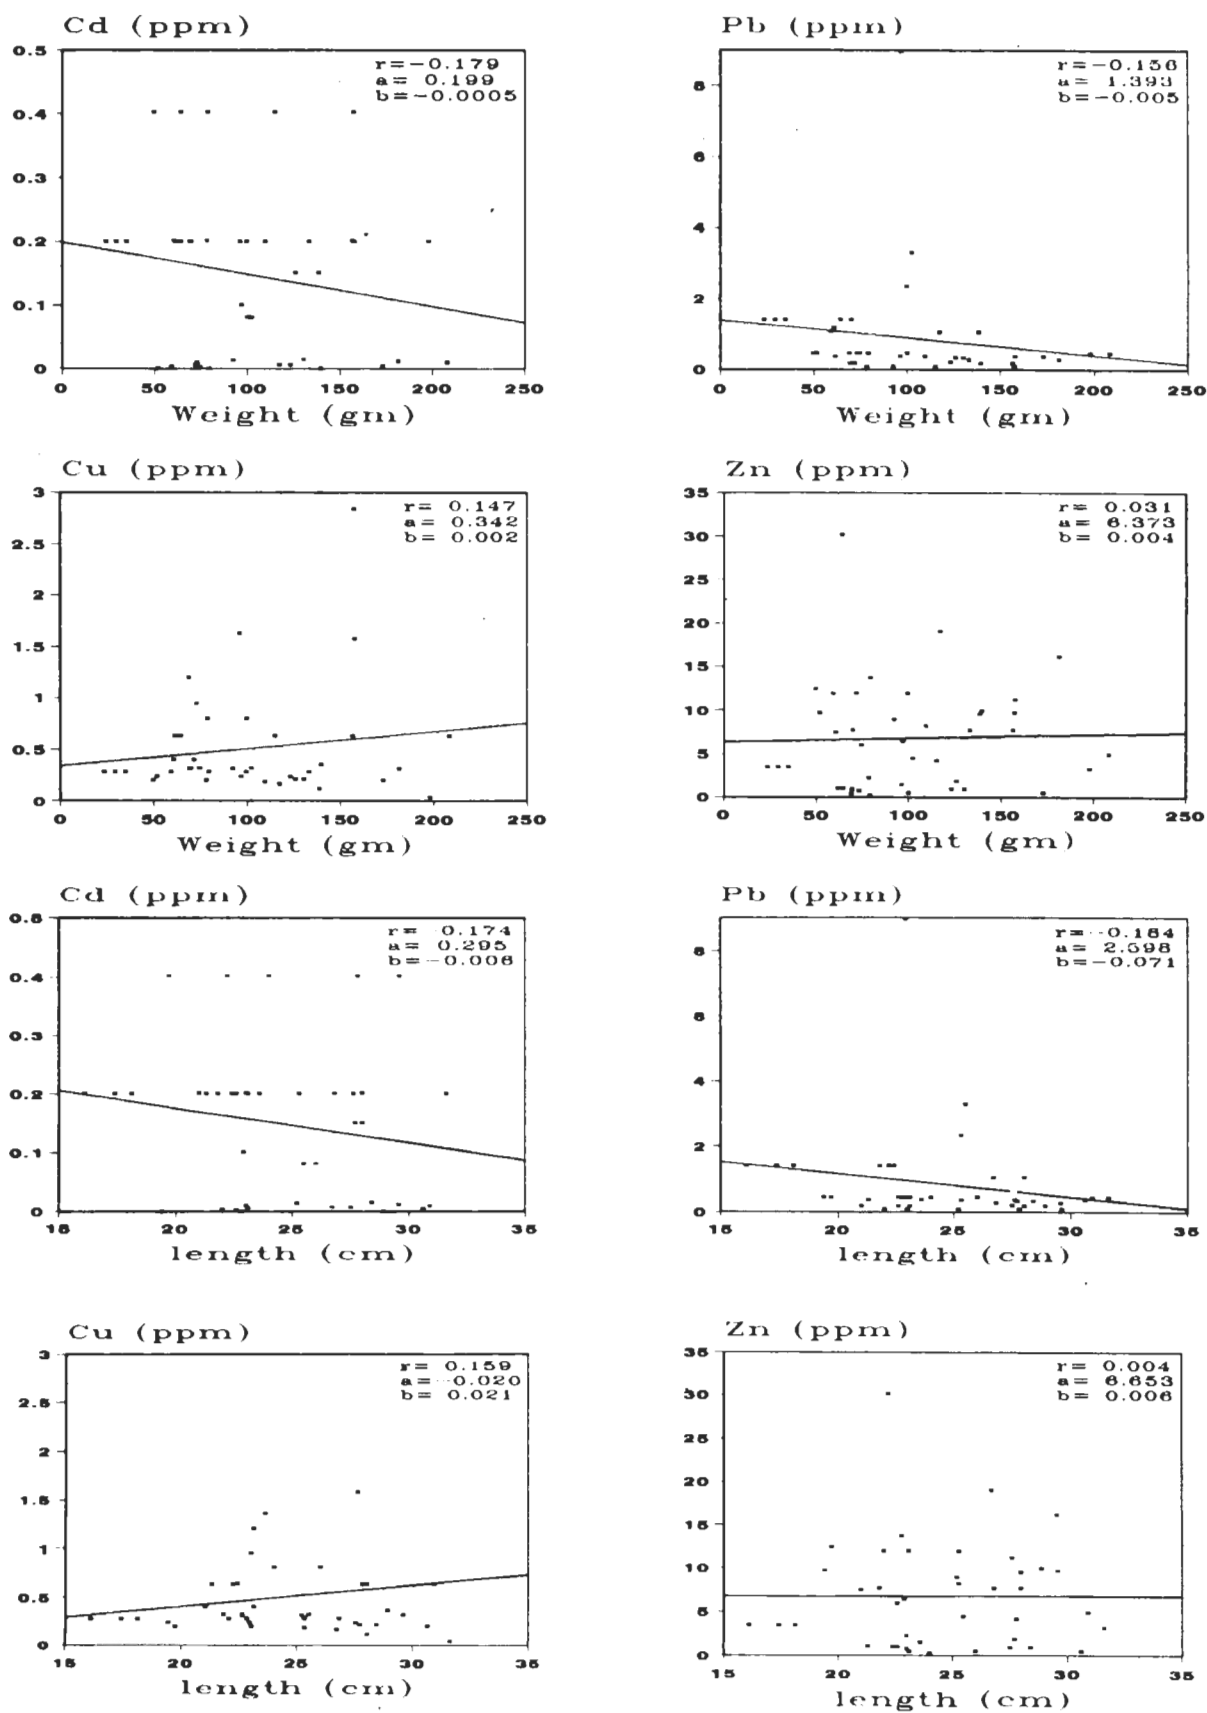 Cd (ppm)
r=-0.179
a= 0.199
b=-0.0005
0.5
0.4
0.3
0.2
0.1
0
0 50 100 150 200 250
Weight (gm)
Pb (ppm)
r=-0.156
a= 1.393
b=-0.005
8
6
4
2
0
0 50 100 150 200 250
Weight (gm)
Cu (ppm)
r= 0.147
a= 0.342
b= 0.002
3
2.5
2
1.5
1
0.5
0
0 50 100 150 200 250
Weight (gm)
Zn (ppm)
r= 0.031
a= 6.373
b= 0.004
35
30
25
20
15
10
5
0
0 50 100 150 200 250
Weight (gm)
Cd (ppm)
r= -0.174
a= 0.295
b=-0.006
0.5
0.4
0.3
0.2
0.1
0
15 20 25 30 35
length (cm)
Pb (ppm)
r= -0.184
a= 2.598
b=-0.071
8
6
4
2
0
15 20 25 30 35
length (cm)
Cu (ppm)
r= 0.159
a= -0.020
b= 0.021
3
2.5
2
1.5
1
0.5
0
15 20 25 30 35
length (cm)
Zn (ppm)
r= 0.004
a= 6.653
b= 0.006
35
30
25
20
15
10
5
0
15 20 25 30 35
length (cm)